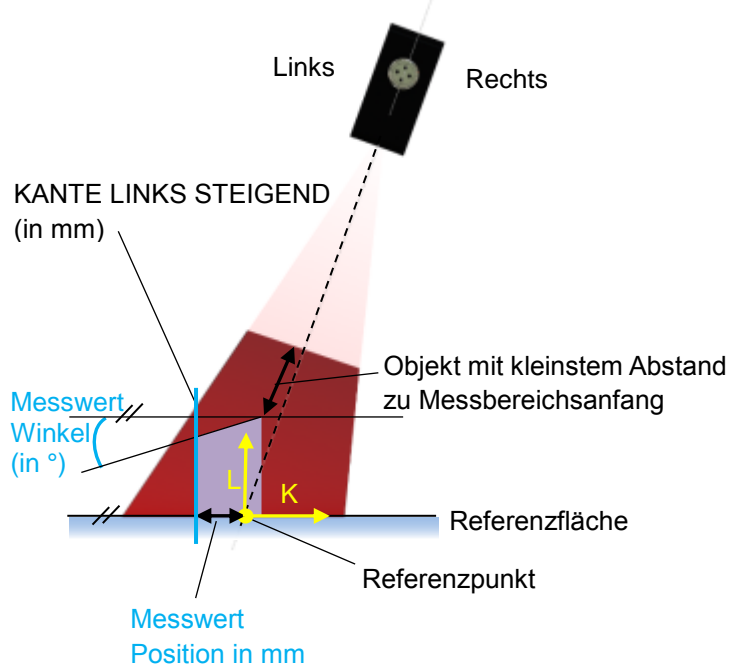 Links
Rechts
KANTE LINKS STEIGEND
(in mm)
Objekt mit kleinstem Abstand
zu Messbereichsanfang
Messwert
Winkel
(in °)
L
K
Referenzfläche
Referenzpunkt
Messwert
Position in mm